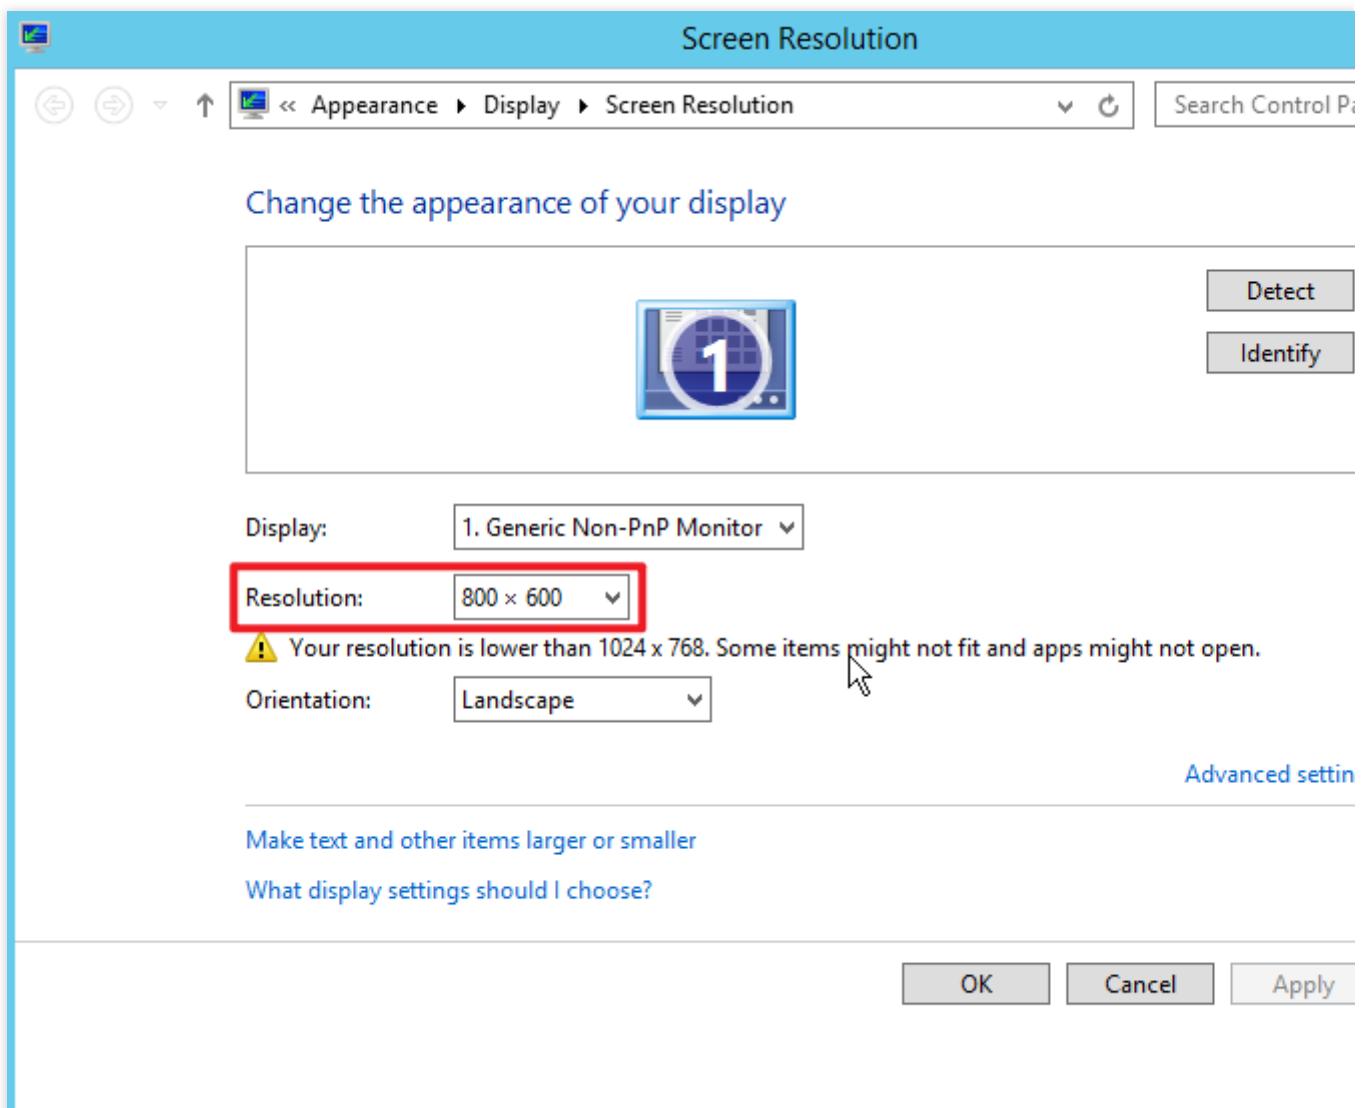 Screen Resolution
« Appearance ▸ Display ▸ Screen Resolution
Search Control Pa
Change the appearance of your display
1
Detect
Identify
Display: 1. Generic Non-PnP Monitor
Resolution: 800 × 600
Your resolution is lower than 1024 x 768. Some items might not fit and apps might not open.
Orientation: Landscape
Advanced settin
Make text and other items larger or smaller
What display settings should I choose?
OK Cancel Apply